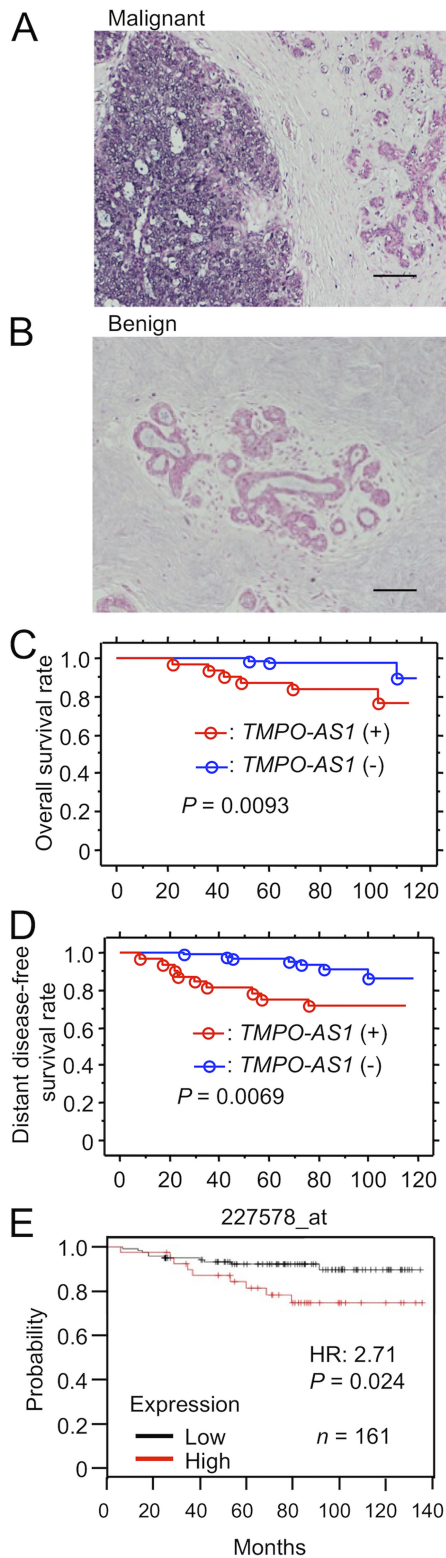 A
Malignant
B
Benign
C
Overall survival rate
1.0
0.8
0.6
0.4
0.2
0
: TMPO-AS1 (+)
: TMPO-AS1 (-)
P = 0.0093
0 20 40 60 80 100 120
D
Distant disease-free
survival rate
1.0
0.8
0.6
0.4
0.2
0
: TMPO-AS1 (+)
: TMPO-AS1 (-)
P = 0.0069
0 20 40 60 80 100 120
E
227578_at
Probability
1.0
0.8
0.6
0.4
0.2
0
HR: 2.71
P = 0.024
Expression
Low
High
n = 161
0 20 40 60 80 100 120 140
Months